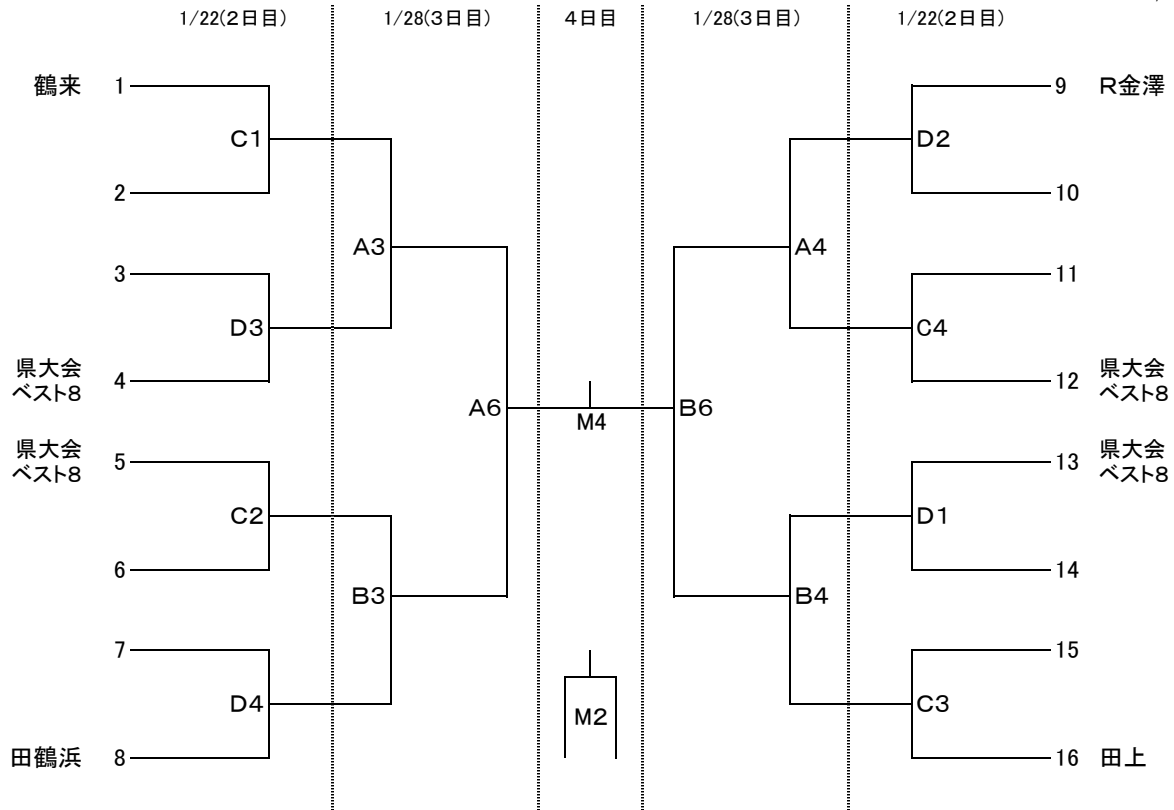 1/22(2日目) 1/28(3日目) 4日目 1/28(3日目) 1/22(2日目)
鶴来 1 9 R金澤
C1 D2
2 10
A3 A4
3 11
D3 C4
県大会
ベスト8 4 12 県大会
ベスト8
A6 M4 B6
県大会
ベスト8 5 13 県大会
ベスト8
C2 D1
6 14
B3 B4
7 15
D4 M2 C3
田鶴浜 8 16 田上